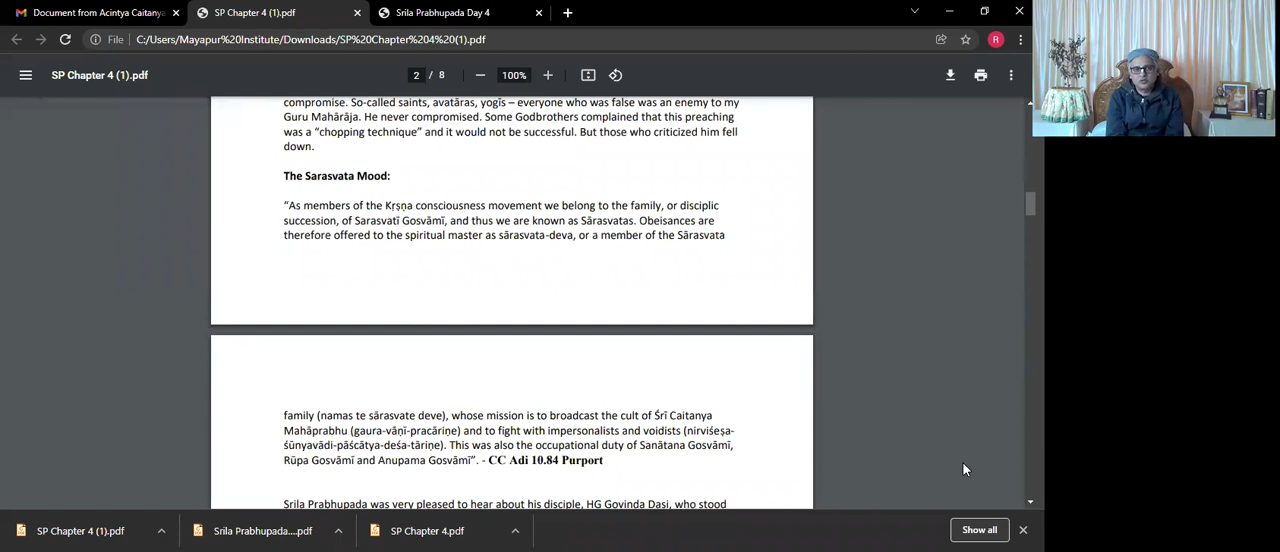 Document from Acintya Caitanya
SP Chapter 4 (1).pdf
Srila Prabhupada Day 4
File
C:/Users/Mayapur%20Institute/Downloads/SP%20Chapter%204%20(1).pdf
R
SP Chapter 4 (1).pdf
2 / 8
100%
compromise. So-called saints, avatāras, yogīs – everyone who was false was an enemy to my
Guru Mahārāja. He never compromised. Some Godbrothers complained that this preaching
was a “chopping technique” and it would not be successful. But those who criticized him fell
down.
The Sarasvata Mood:
“As members of the Kṛṣṇa consciousness movement we belong to the family, or disciplic
succession, of Sarasvatī Gosvāmī, and thus we are known as Sārasvatas. Obeisances are
therefore offered to the spiritual master as sārasvata-deva, or a member of the Sārasvata
family (namas te sārasvate deve), whose mission is to broadcast the cult of Śrī Caitanya
Mahāprabhu (gaura-vāṇī-pracāriṇe) and to fight with impersonalists and voidists (nirviśeṣa-
śūnyavādi-pāścātya-deśa-tāriṇe). This was also the occupational duty of Sanātana Gosvāmī,
Rūpa Gosvāmī and Anupama Gosvāmī”. - CC Adi 10.84 Purport
Srila Prabhupada was very pleased to hear about his disciple, HG Govinda Dasi, who stood
SP Chapter 4 (1).pdf
Srila Prabhupada....pdf
SP Chapter 4.pdf
Show all